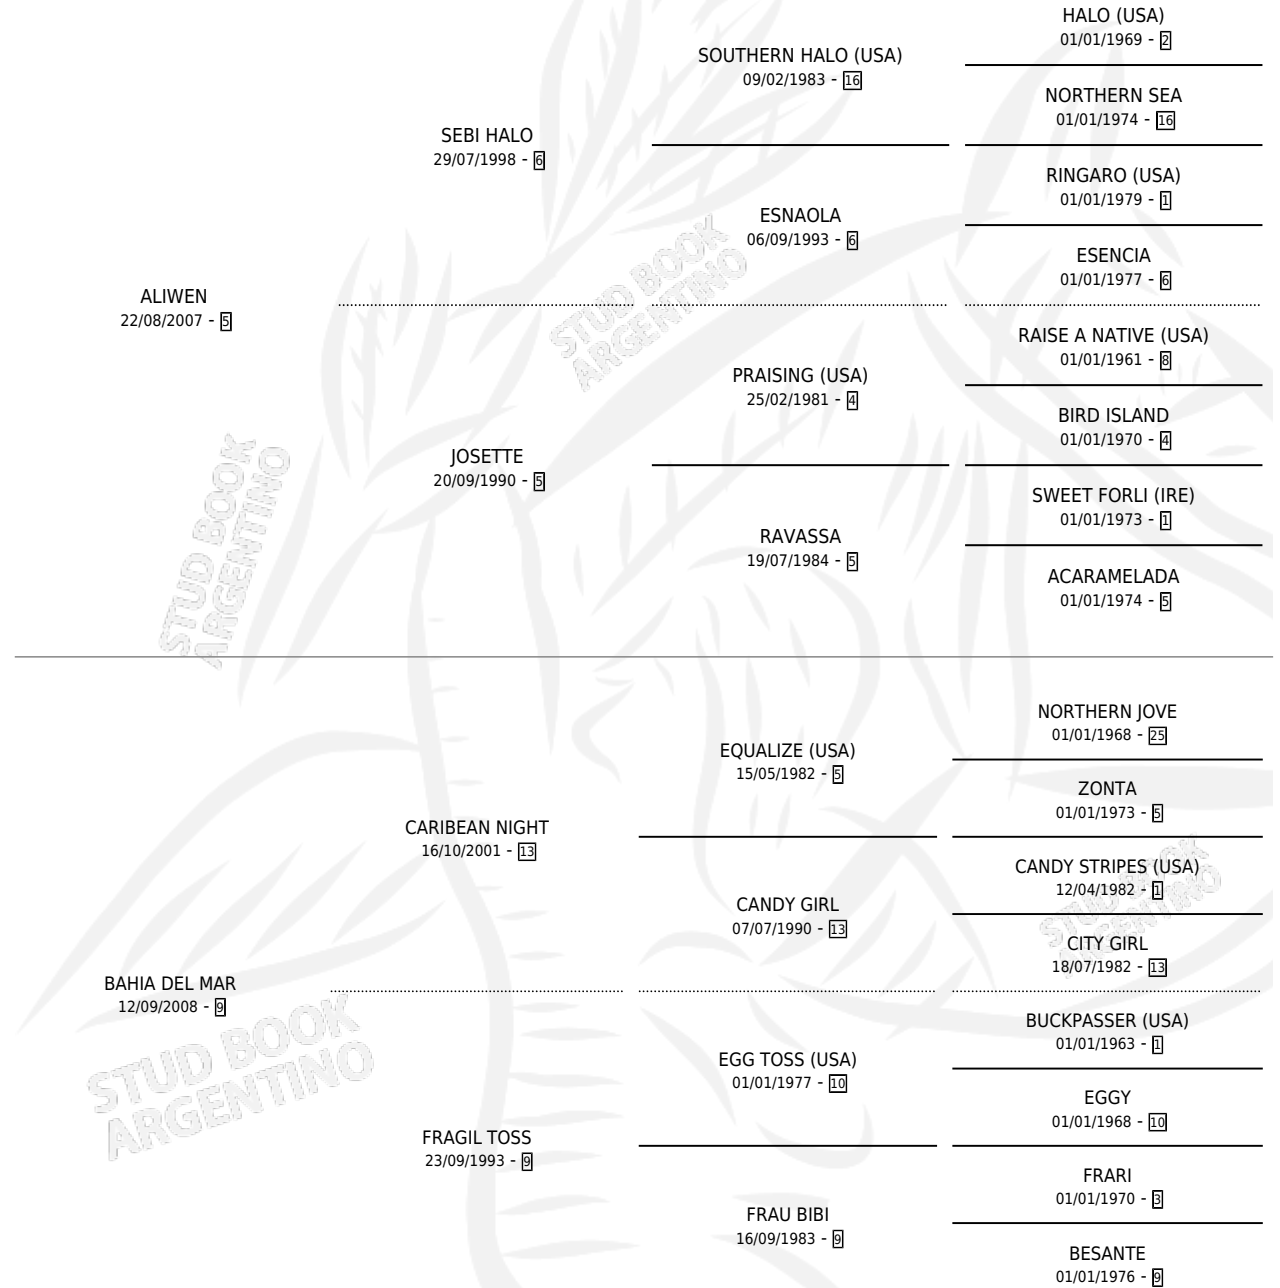 HALO (USA)
01/01/1969 - 2
SOUTHERN HALO (USA)
09/02/1983 - 16
NORTHERN SEA
01/01/1974 - 16
SEBI HALO
29/07/1998 - 6
RINGARO (USA)
01/01/1979 - 1
ESNAOLA
06/09/1993 - 6
ESENCIA
01/01/1977 - 6
ALIWEN
22/08/2007 - 5
STUD BOOK
ARGENTINO
RAISE A NATIVE (USA)
01/01/1961 - 8
PRAISING (USA)
25/02/1981 - 4
BIRD ISLAND
01/01/1970 - 4
JOSETTE
20/09/1990 - 5
SWEET FORLI (IRE)
01/01/1973 - 1
RAVASSA
19/07/1984 - 5
ACARAMELADA
01/01/1974 - 5
STUD BOOK
ARGENTINO
NORTHERN JOVE
01/01/1968 - 25
EQUALIZE (USA)
15/05/1982 - 5
ZONTA
01/01/1973 - 5
CARIBEAN NIGHT
16/10/2001 - 13
CANDY STRIPES (USA)
12/04/1982 - 1
CANDY GIRL
07/07/1990 - 13
CITY GIRL
18/07/1982 - 13
STUD BOOK
ARGENTINO
BAHIA DEL MAR
12/09/2008 - 9
BUCKPASSER (USA)
01/01/1963 - 1
EGG TOSS (USA)
01/01/1977 - 10
EGGY
01/01/1968 - 10
STUD BOOK
ARGENTINO
FRAGIL TOSS
23/09/1993 - 9
FRARI
01/01/1970 - 3
FRAU BIBI
16/09/1983 - 9
BESANTE
01/01/1976 - 9